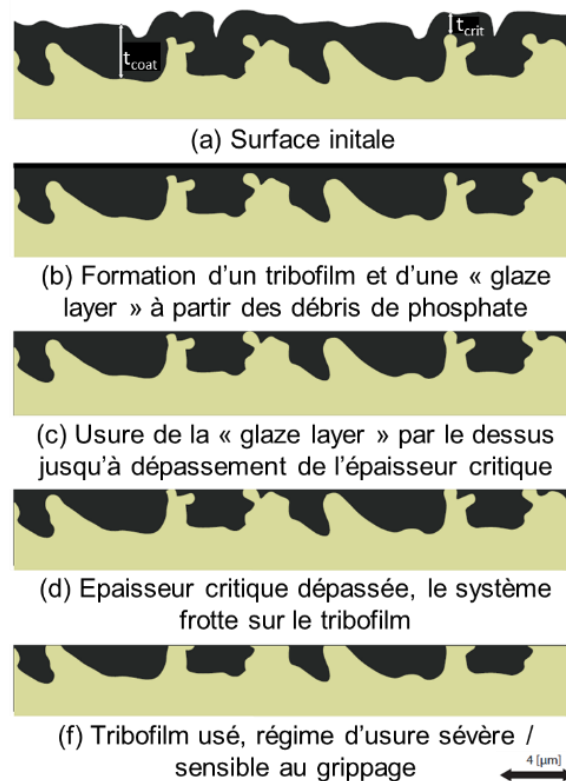 t_coat
t_crit
(a) Surface initale
(b) Formation d’un tribofilm et d’une « glaze
layer » à partir des débris de phosphate
(c) Usure de la « glaze layer » par le dessus
jusqu’à dépassement de l’épaisseur critique
(d) Epaisseur critique dépassée, le système
frotte sur le tribofilm
(f) Tribofilm usé, régime d’usure sévère /
sensible au grippage
4 [µm]